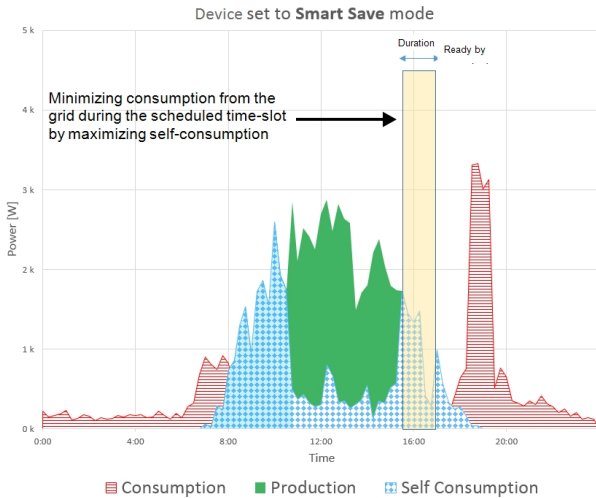 Device set to Smart Save mode
5 k
4 k
3 k
2 k
1 k
0 k
Power [W]
Duration
Ready by
Minimizing consumption from the
grid during the scheduled time-slot
by maximizing self-consumption
0:00
4:00
8:00
12:00
16:00
20:00
Time
Consumption
Production
Self Consumption